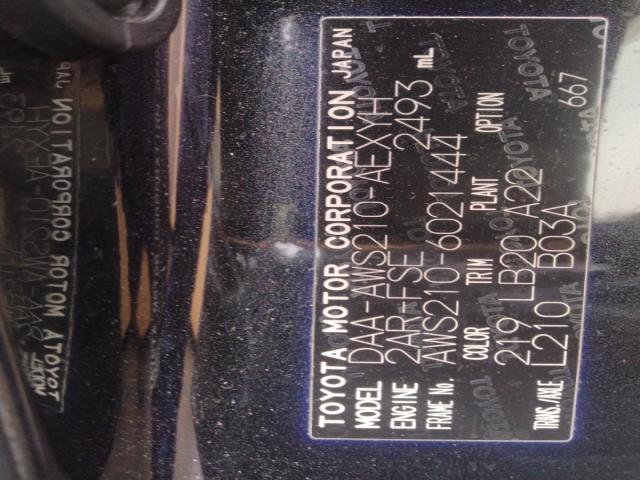 TOYOTA MOTOR CORPORATION JAPAN
MODEL DAA-AWS210-AEXYH
ENGINE 2AR-FSE 2493 mL
FRAME No. AWS210-6021444
COLOR TRIM PLANT OPTION
219 LB20 A22 667
TRANS./AXLE L210 B03A